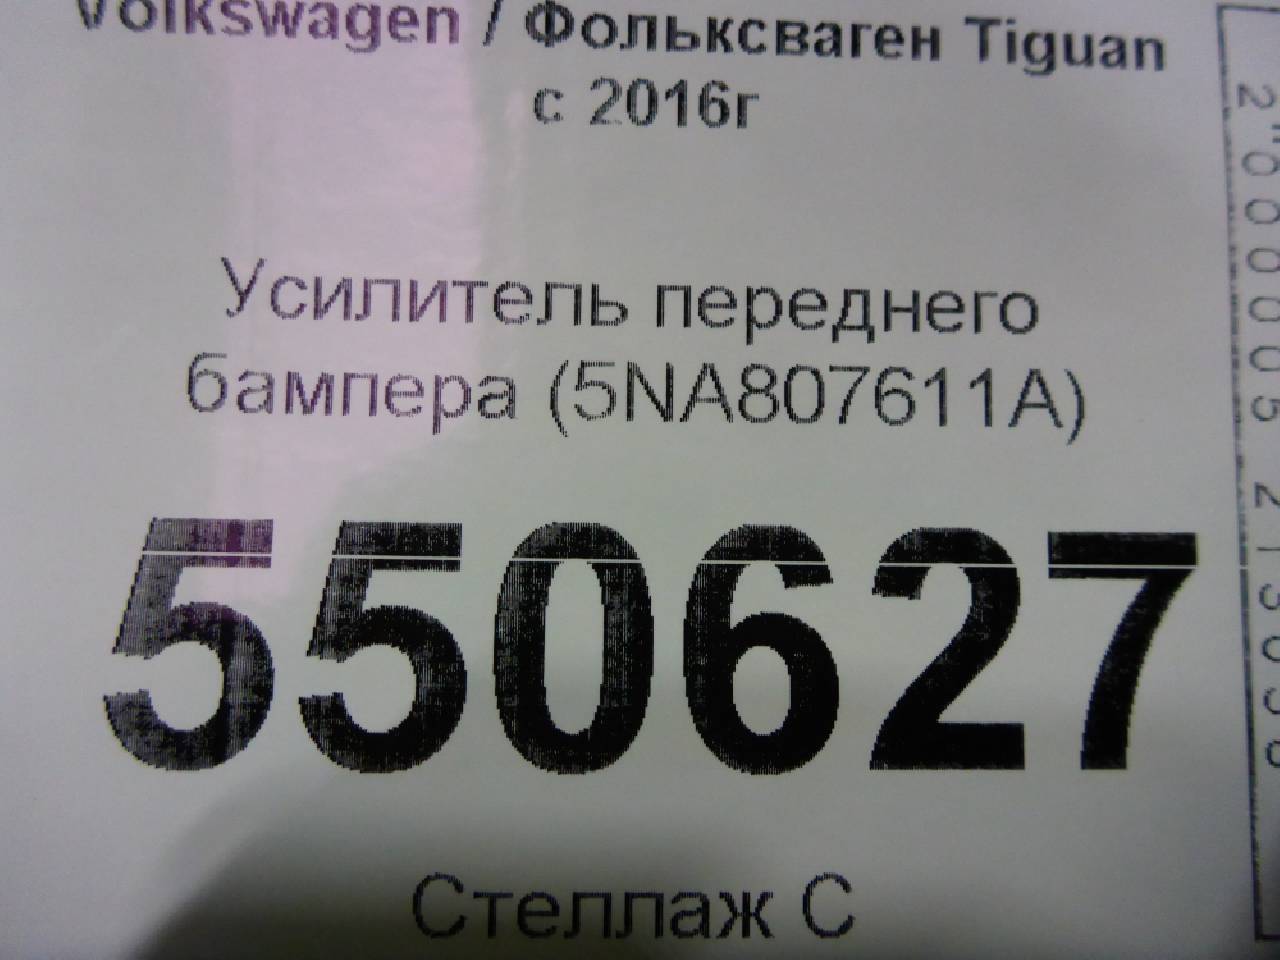 Volkswagen / Фольксваген Tiguan
с 2016г
Усилитель переднего
бампера (5NA807611A)
550627
Стеллаж С